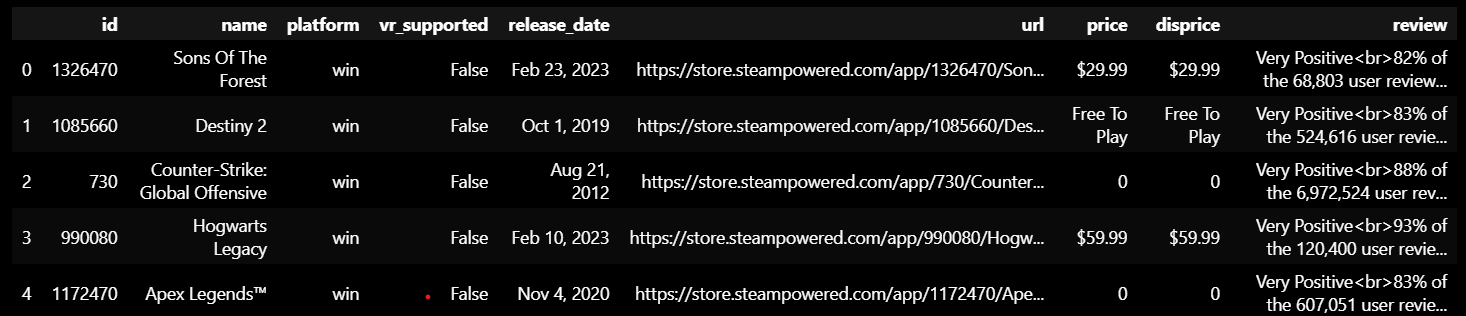 id name platform vr_supported release_date url price disprice review
0 1326470 Sons Of The Forest win False Feb 23, 2023 https://store.steampowered.com/app/1326470/Son... $29.99 $29.99 Very Positive<br>82% of the 68,803 user review...
1 1085660 Destiny 2 win False Oct 1, 2019 https://store.steampowered.com/app/1085660/Des... Free To Play Free To Play Very Positive<br>83% of the 524,616 user revie...
2 730 Counter-Strike: Global Offensive win False Aug 21, 2012 https://store.steampowered.com/app/730/Counter... 0 0 Very Positive<br>88% of the 6,972,524 user rev...
3 990080 Hogwarts Legacy win False Feb 10, 2023 https://store.steampowered.com/app/990080/Hogw... $59.99 $59.99 Very Positive<br>93% of the 120,400 user revie...
4 1172470 Apex Legends™ win False Nov 4, 2020 https://store.steampowered.com/app/1172470/Ape... 0 0 Very Positive<br>83% of the 607,051 user revie...